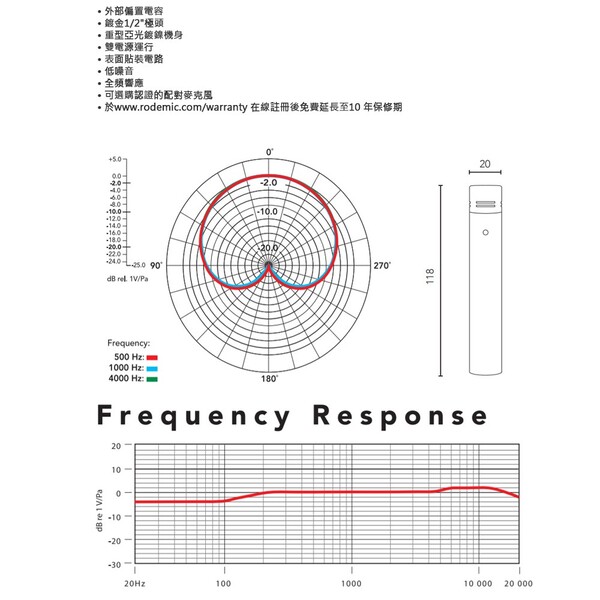 • 外部偏置電容
• 鍍金1/2"極頭
• 重型亞光鍍鎳機身
• 雙電源運行
• 表面貼裝電路
• 低噪音
• 全頻響應
• 可選購認證的配對麥克風
• 於www.rodemic.com/warranty 在線註冊後免費延長至10 年保修期
0°
+5.0
0.0
-2.0
-4.0
-6.0
-8.0
-10.0
-12.0
-14.0
-16.0
-18.0
-20.0
-22.0
-24.0
-25.0
dB rel. 1V/Pa
-2.0
-10.0
-20.0
90°
270°
180°
20
118
Frequency:
500 Hz:
1000 Hz:
4000 Hz:
Frequency Response
20
10
0
-10
-20
-30
dB re 1V/Pa
20Hz 100 1000 10 000 20 000